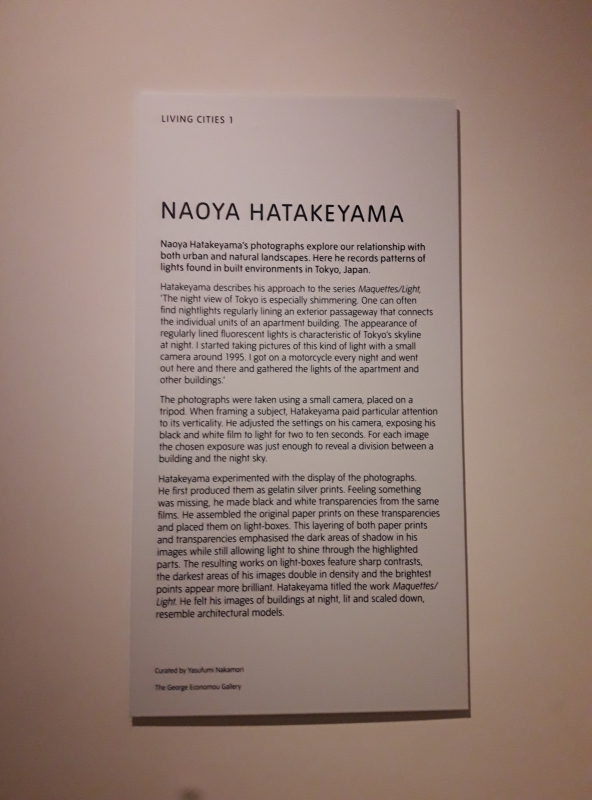 LIVING CITIES 1
NAOYA HATAKEYAMA
Naoya Hatakeyama's photographs explore our relationship with
both urban and natural landscapes. Here he records patterns of
lights found in built environments in Tokyo, Japan.
Hatakeyama describes his approach to the series Maquettes/Light,
'The night view of Tokyo is especially shimmering. One can often
find nightlights regularly lining an exterior passageway that connects
the individual units of an apartment building. The appearance of
regularly lined fluorescent lights is characteristic of Tokyo's skyline
at night. I started taking pictures of this kind of light with a small
camera around 1995. I got on a motorcycle every night and went
out here and there and gathered the lights of the apartment and
other buildings.'
The photographs were taken using a small camera, placed on a
tripod. When framing a subject, Hatakeyama paid particular attention
to its verticality. He adjusted the settings on his camera, exposing his
black and white film to light for two to ten seconds. For each image
the chosen exposure was just enough to reveal a division between a
building and the night sky.
Hatakeyama experimented with the display of the photographs.
He first produced them as gelatin silver prints. Feeling something
was missing, he made black and white transparencies from the same
films. He assembled the original paper prints on these transparencies
and placed them on light-boxes. This layering of both paper prints
and transparencies emphasised the dark areas of shadow in his
images while still allowing light to shine through the highlighted
parts. The resulting works on light-boxes feature sharp contrasts,
the darkest areas of his images double in density and the brightest
points appear more brilliant. Hatakeyama titled the work Maquettes/
Light. He felt his images of buildings at night, lit and scaled down,
resemble architectural models.
Curated by Yasufumi Nakamori
The George Economou Gallery